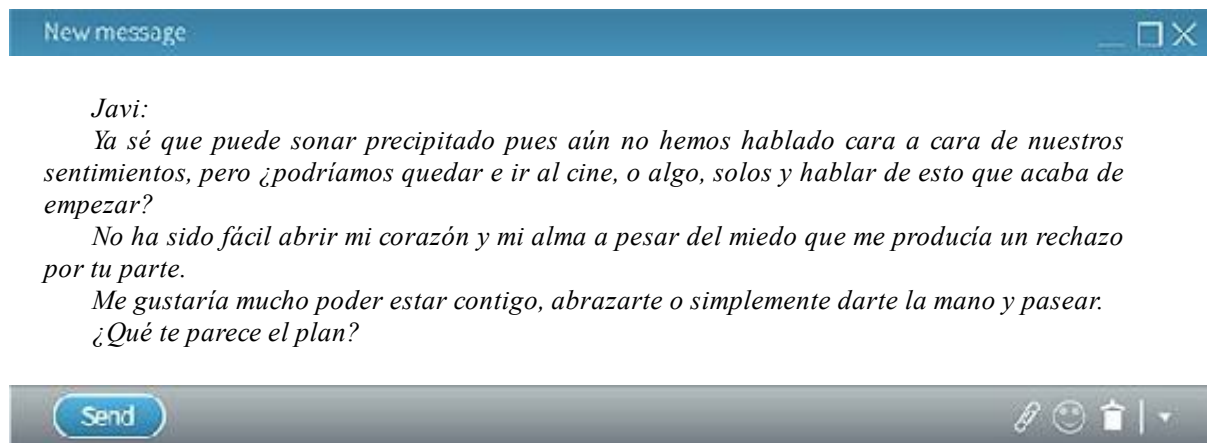 New message
Javi:
Ya sé que puede sonar precipitado pues aún no hemos hablado cara a cara de nuestros
sentimientos, pero ¿podríamos quedar e ir al cine, o algo, solos y hablar de esto que acaba de
empezar?
No ha sido fácil abrir mi corazón y mi alma a pesar del miedo que me producía un rechazo
por tu parte.
Me gustaría mucho poder estar contigo, abrazarte o simplemente darte la mano y pasear.
¿Qué te parece el plan?
Send